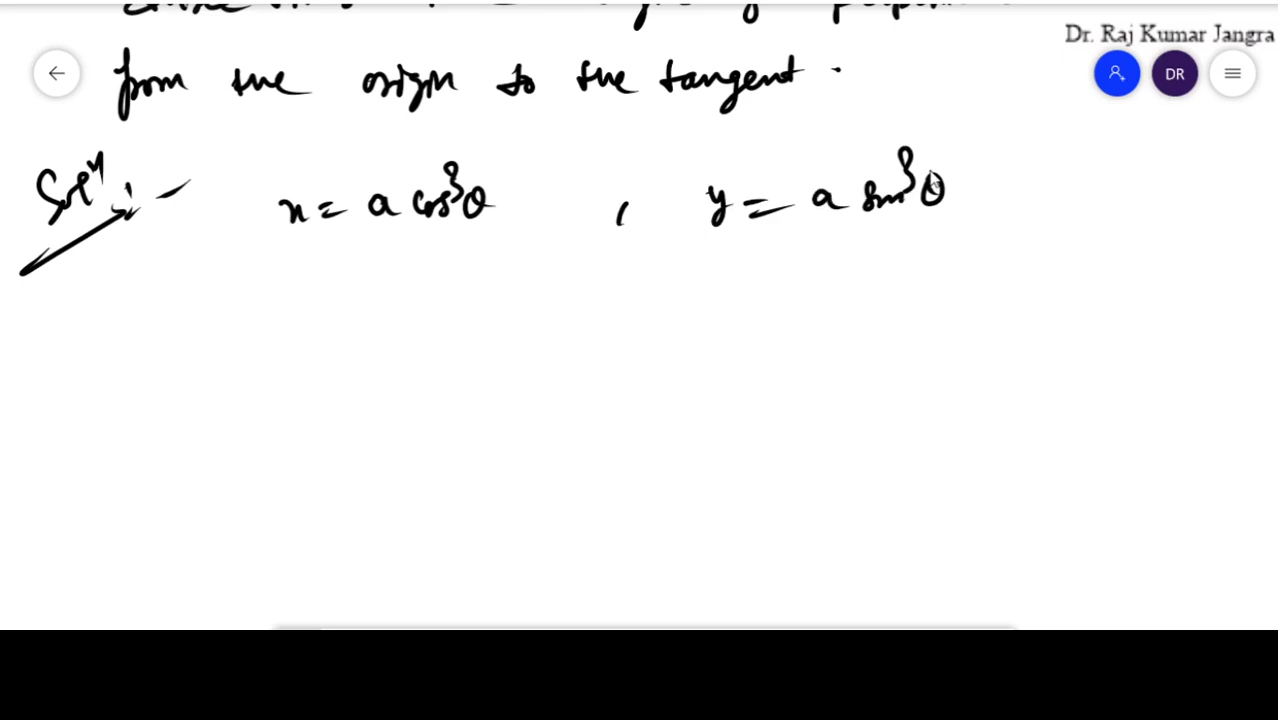 Dr. Raj Kumar Jangra
from the origin to the tangent.
DR
Solⁿ :- x = a cos³θ , y = a sin³θ